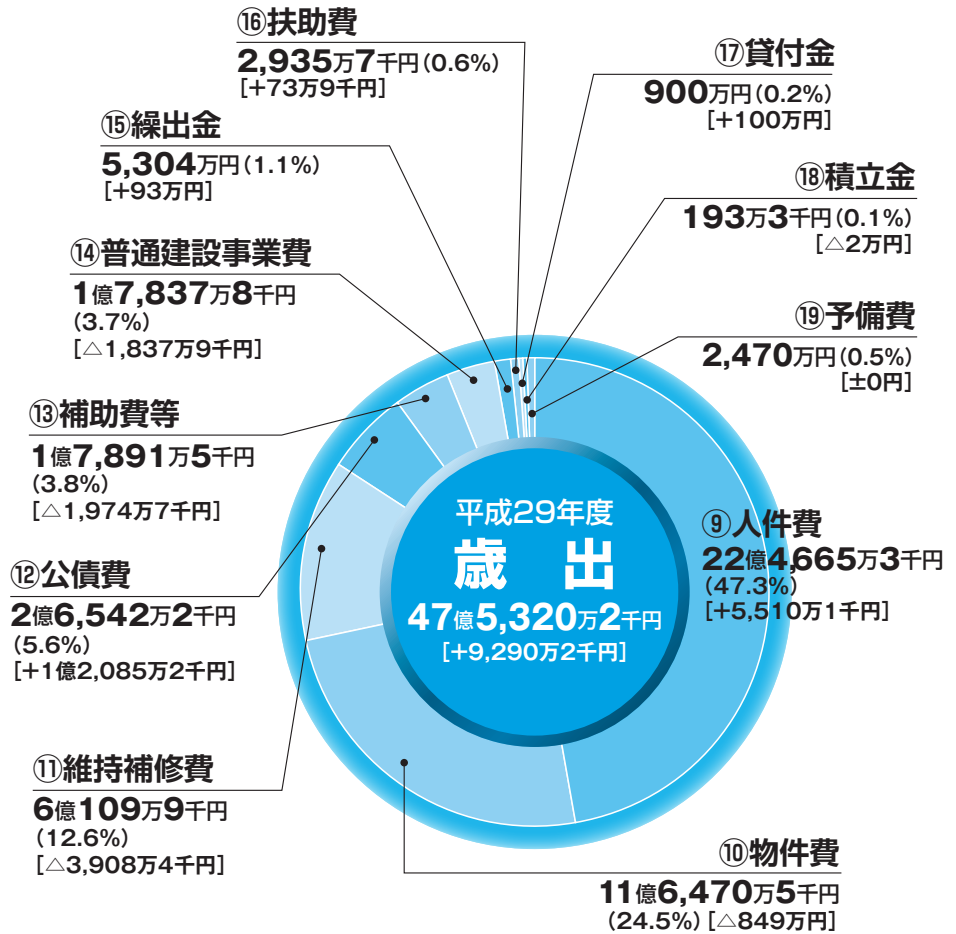 ⑯扶助費
2,935万7千円(0.6%)
[+73万9千円]
⑰貸付金
900万円(0.2%)
[+100万円]
⑮繰出金
5,304万円(1.1%)
[+93万円]
⑱積立金
193万3千円(0.1%)
[△2万円]
⑭普通建設事業費
1億7,837万8千円
(3.7%)
[△1,837万9千円]
⑲予備費
2,470万円(0.5%)
[±0円]
⑬補助費等
1億7,891万5千円
(3.8%)
[△1,974万7千円]
平成29年度
歳 出
47億5,320万2千円
[+9,290万2千円]
⑨人件費
22億4,665万3千円
(47.3%)
[+5,510万1千円]
⑫公債費
2億6,542万2千円
(5.6%)
[+1億2,085万2千円]
⑪維持補修費
6億109万9千円
(12.6%)
[△3,908万4千円]
⑩物件費
11億6,470万5千円
(24.5%)[△849万円]